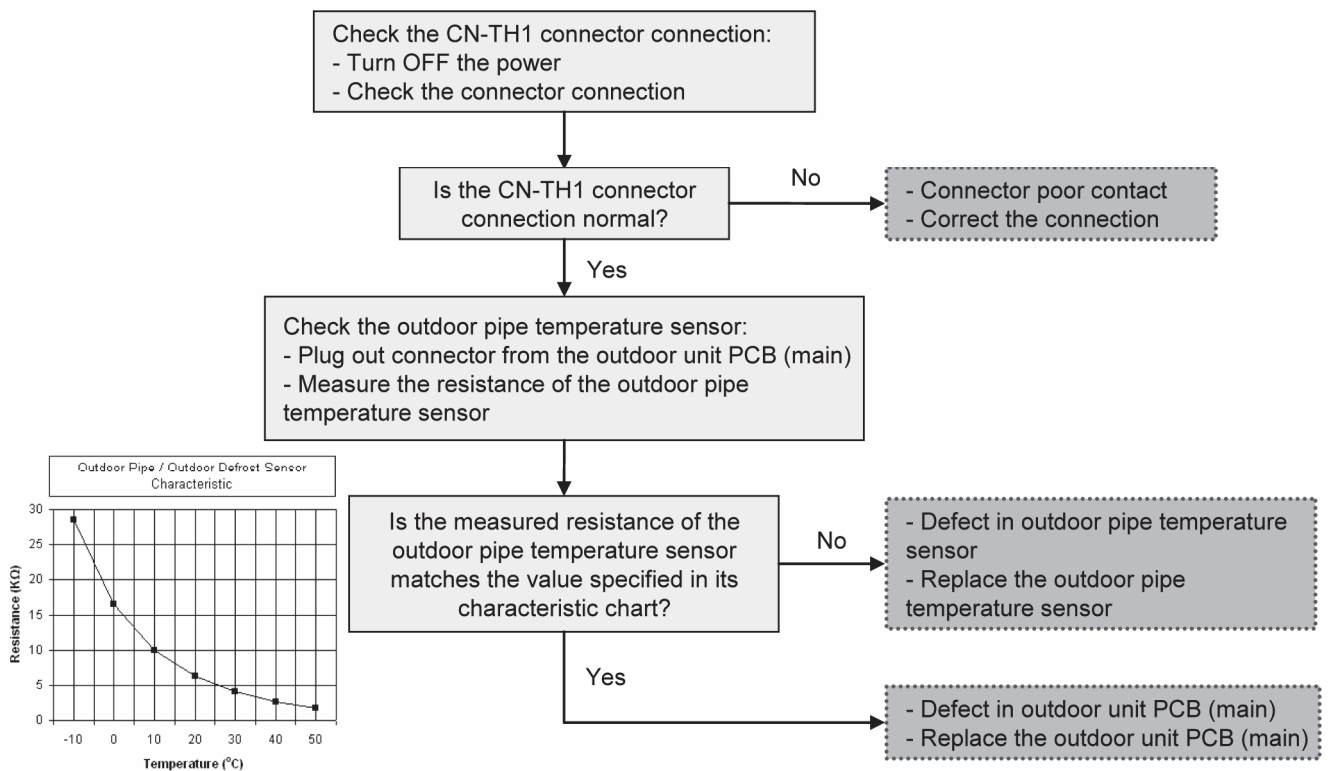 Check the CN-TH1 connector connection:
- Turn OFF the power
- Check the connector connection
Is the CN-TH1 connector
connection normal?
No
- Connector poor contact
- Correct the connection
Yes
Check the outdoor pipe temperature sensor:
- Plug out connector from the outdoor unit PCB (main)
- Measure the resistance of the outdoor pipe
temperature sensor
Outdoor Pipe / Outdoor Defrost Sensor
Characteristic
Resistance (KΩ)
30
25
20
15
10
5
0
-10 0 10 20 30 40 50
Temperature (°C)
Is the measured resistance of the
outdoor pipe temperature sensor
matches the value specified in its
characteristic chart?
No
- Defect in outdoor pipe temperature
sensor
- Replace the outdoor pipe
temperature sensor
Yes
- Defect in outdoor unit PCB (main)
- Replace the outdoor unit PCB (main)